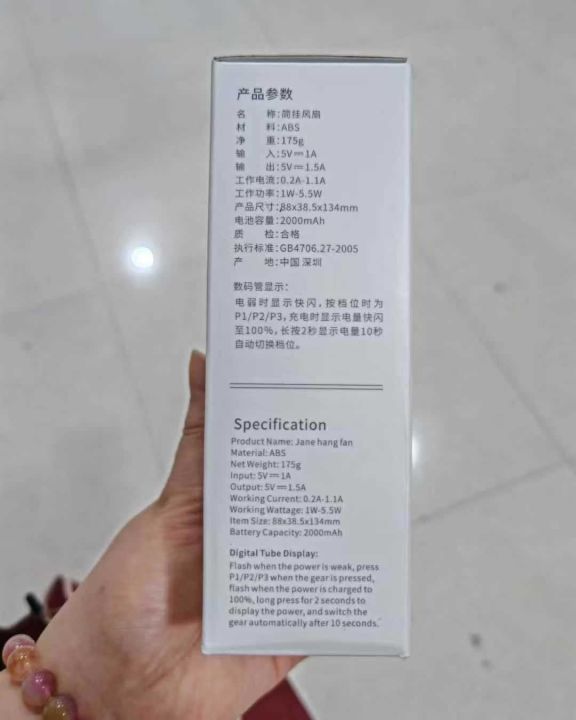 产品参数
名 称:简挂风扇
材 料:ABS
净 重:175g
输 入:5V⎓1A
输 出:5V⎓1.5A
工作电流:0.2A-1.1A
工作功率:1W-5.5W
产品尺寸:88x38.5x134mm
电池容量:2000mAh
质 检:合格
执行标准:GB4706.27-2005
产 地:中国 深圳
数码管显示:
电弱时显示快闪,按档位时为
P1/P2/P3,充电时显示电量快闪
至100%,长按2秒显示电量10秒
自动切换档位。
Specification
Product Name: Jane hang fan
Material: ABS
Net Weight: 175g
Input: 5V⎓1A
Output: 5V⎓1.5A
Working Current: 0.2A-1.1A
Working Wattage: 1W-5.5W
Item Size: 88x38.5x134mm
Battery Capacity: 2000mAh
Digital Tube Display:
Flash when the power is weak, press
P1/P2/P3 when the gear is pressed,
flash when the power is charged to
100%, long press for 2 seconds to
display the power, and switch the
gear automatically after 10 seconds.